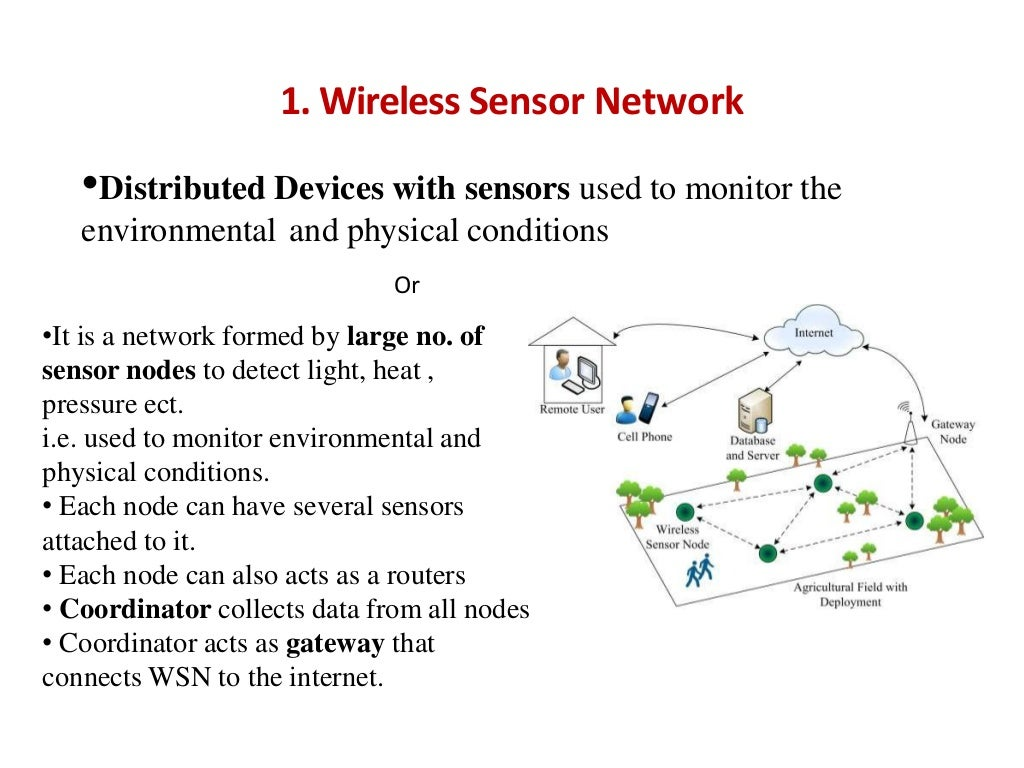 1. Wireless Sensor Network
•Distributed Devices with sensors used to monitor the
environmental and physical conditions
Or
•It is a network formed by large no. of
sensor nodes to detect light, heat ,
pressure ect.
i.e. used to monitor environmental and
physical conditions.
• Each node can have several sensors
attached to it.
• Each node can also acts as a routers
• Coordinator collects data from all nodes
• Coordinator acts as gateway that
connects WSN to the internet.
Internet
Remote User
Cell Phone
Database
and Server
Gateway
Node
Wireless
Sensor Node
Agricultural Field with
Deployment